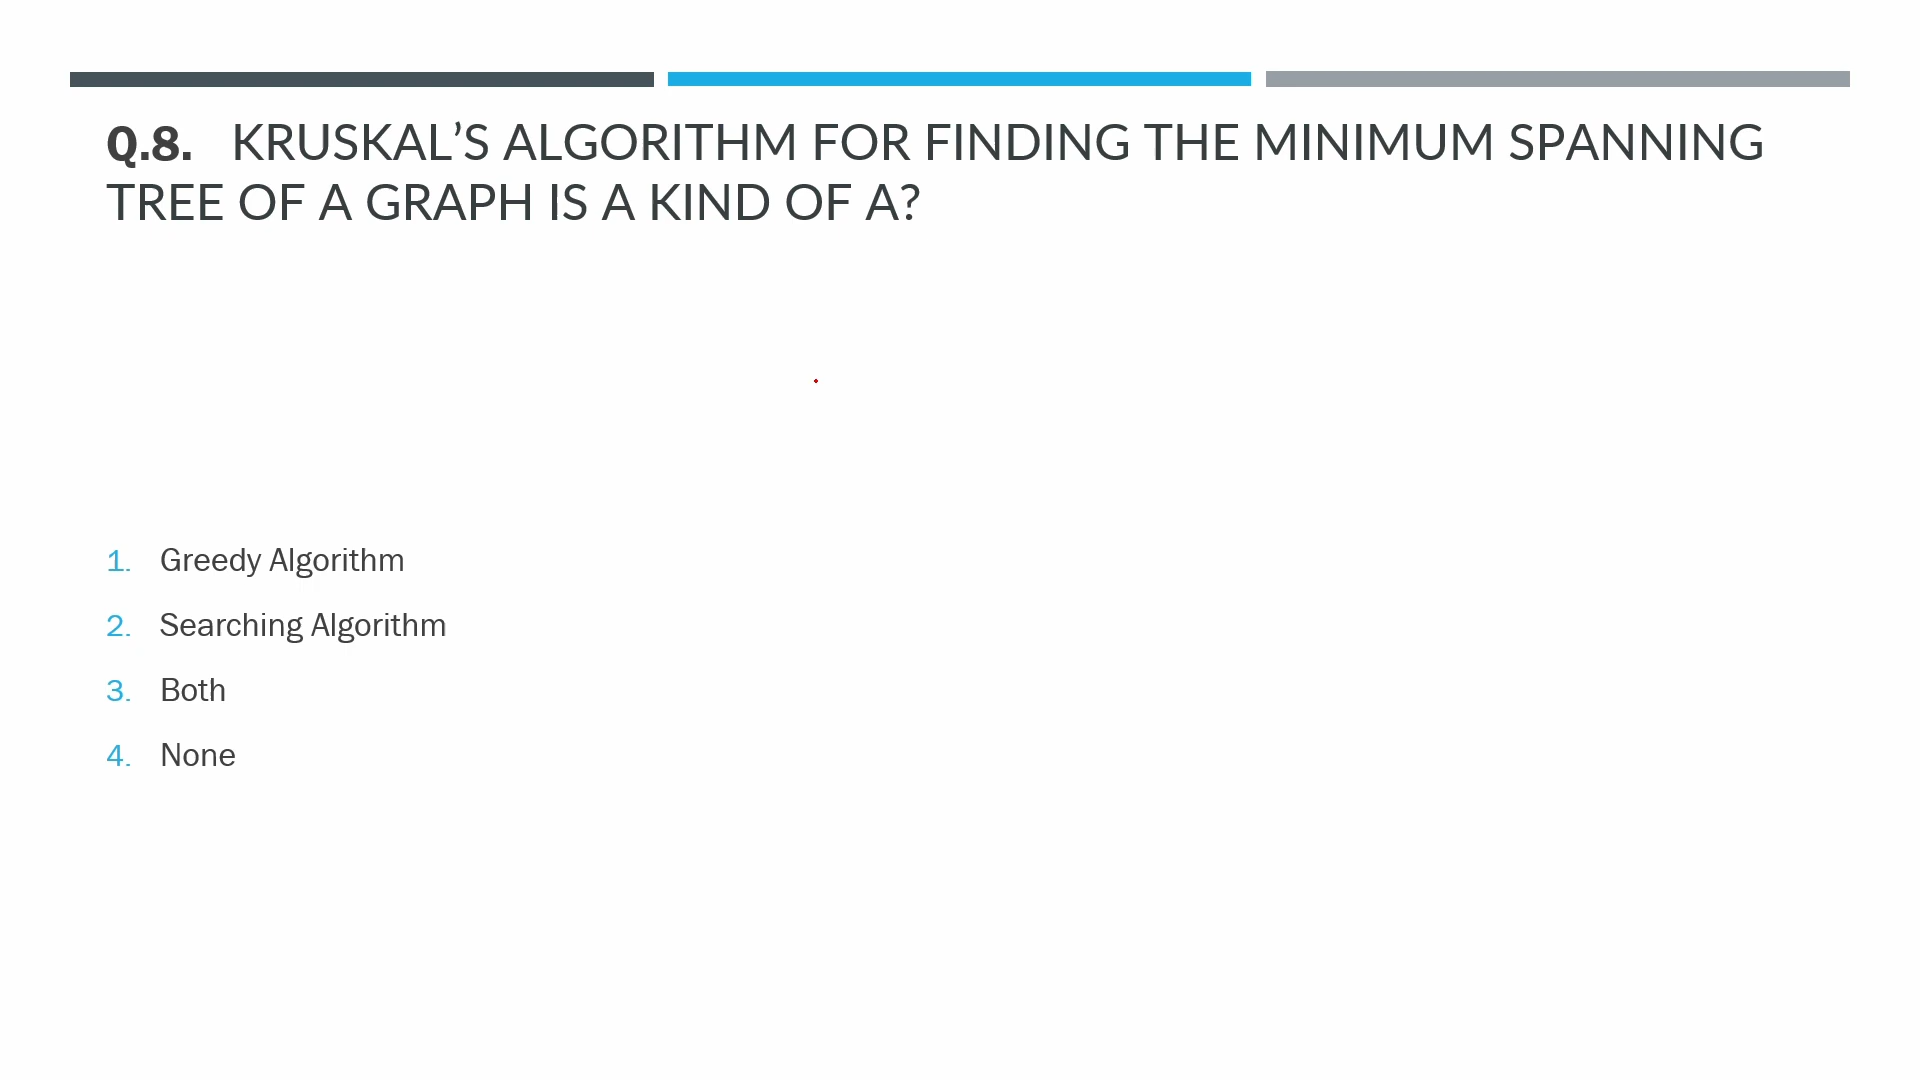 Q.8. KRUSKAL’S ALGORITHM FOR FINDING THE MINIMUM SPANNING
TREE OF A GRAPH IS A KIND OF A?
1. Greedy Algorithm
2. Searching Algorithm
3. Both
4. None